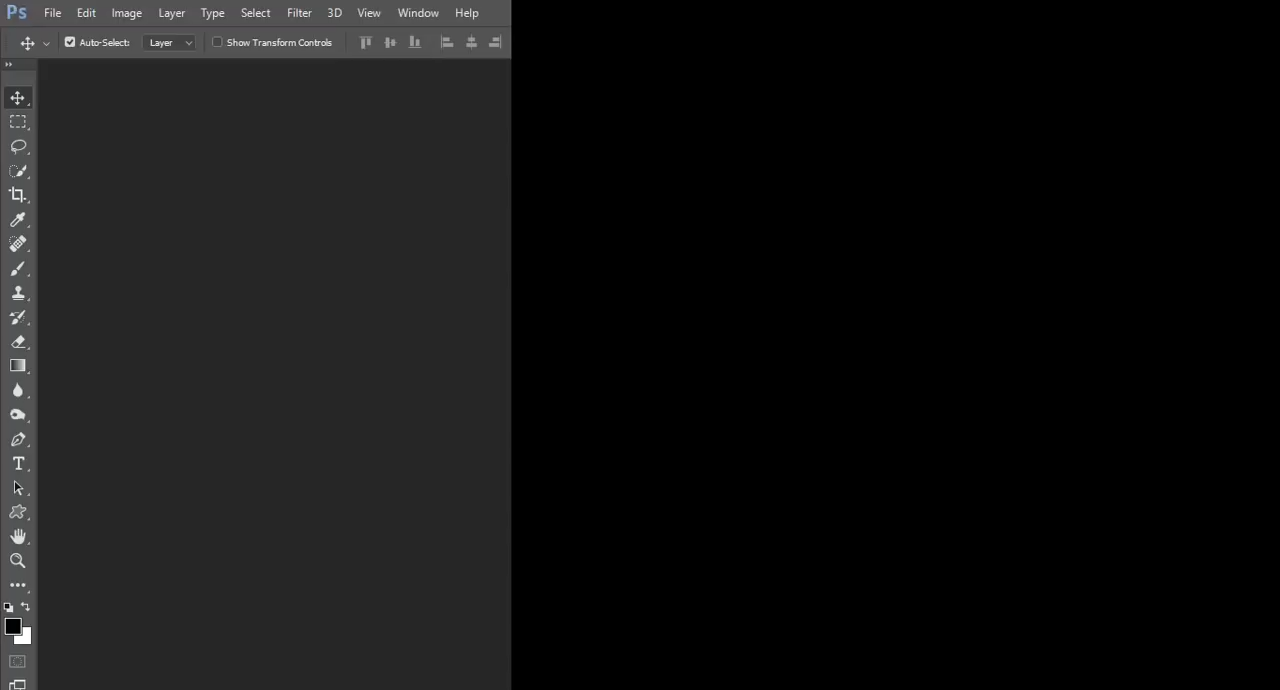 Ps File Edit Image Layer Type Select Filter 3D View Window Help
Auto-Select: Layer Show Transform Controls
T